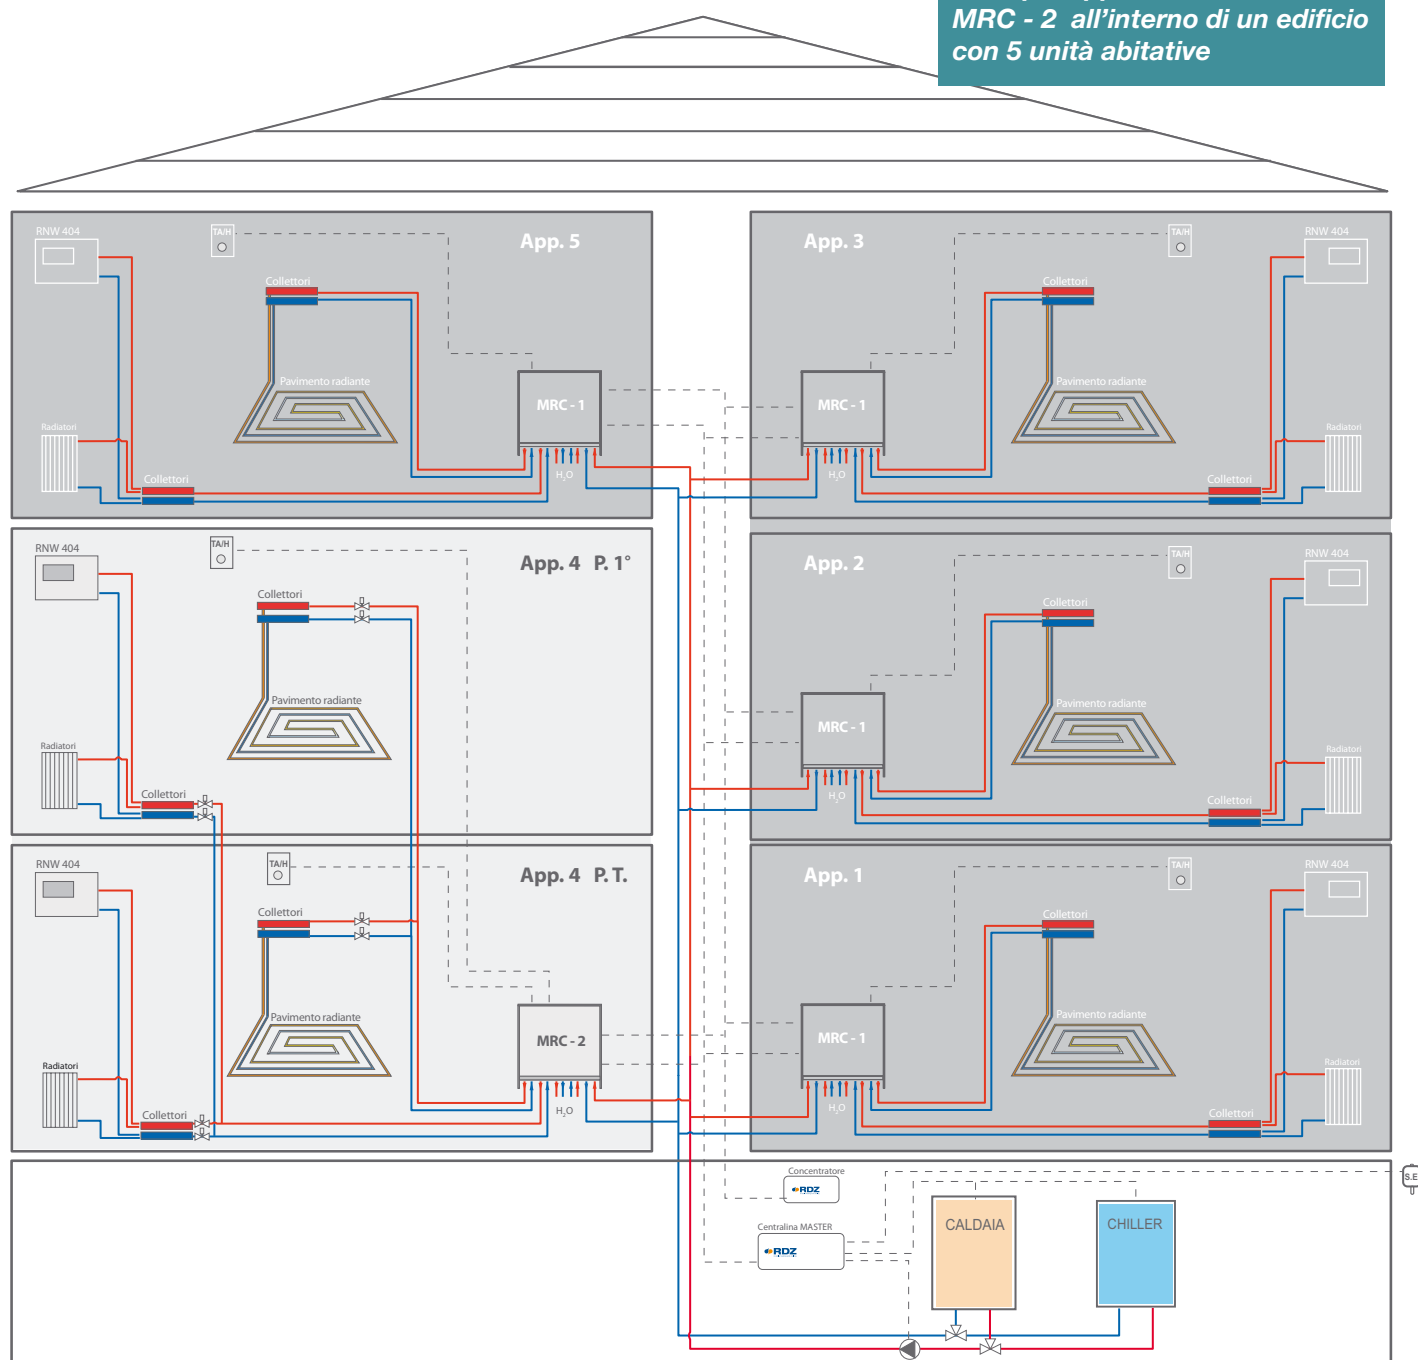 MRC - 2 all’interno di un edificio
con 5 unità abitative
RNW 404
TA/H
App. 5
Collettori
Pavimento radiante
MRC - 1
Radiatori
Collettori
H2O
App. 3
TA/H
RNW 404
Collettori
Pavimento radiante
MRC - 1
Radiatori
Collettori
H2O
RNW 404
TA/H
App. 4 P. 1°
Collettori
Pavimento radiante
Radiatori
Collettori
App. 2
TA/H
RNW 404
Collettori
Pavimento radiante
MRC - 1
Radiatori
Collettori
H2O
RNW 404
TA/H
App. 4 P. T.
Collettori
Pavimento radiante
MRC - 2
Radiatori
Collettori
H2O
App. 1
TA/H
RNW 404
Collettori
Pavimento radiante
MRC - 1
Radiatori
Collettori
H2O
Concentratore
RDZ
Centralina MASTER
RDZ
CALDAIA
CHILLER
S.E